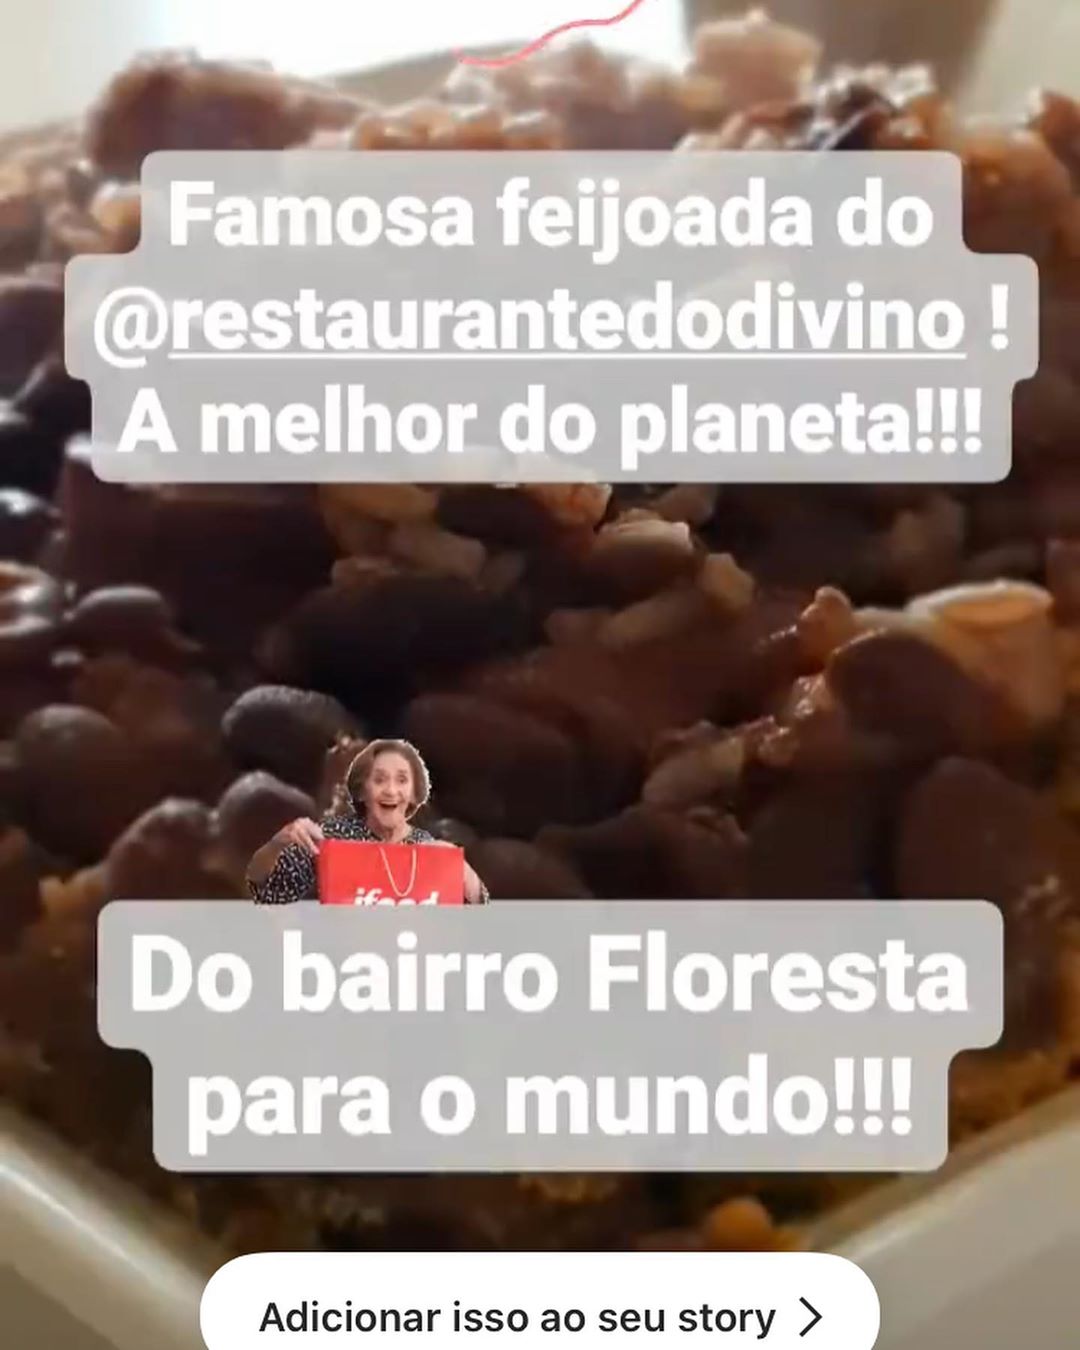 Famosa feijoada do
@restaurantedodivino !
A melhor do planeta!!!
ifood
Do bairro Floresta
para o mundo!!!
Adicionar isso ao seu story